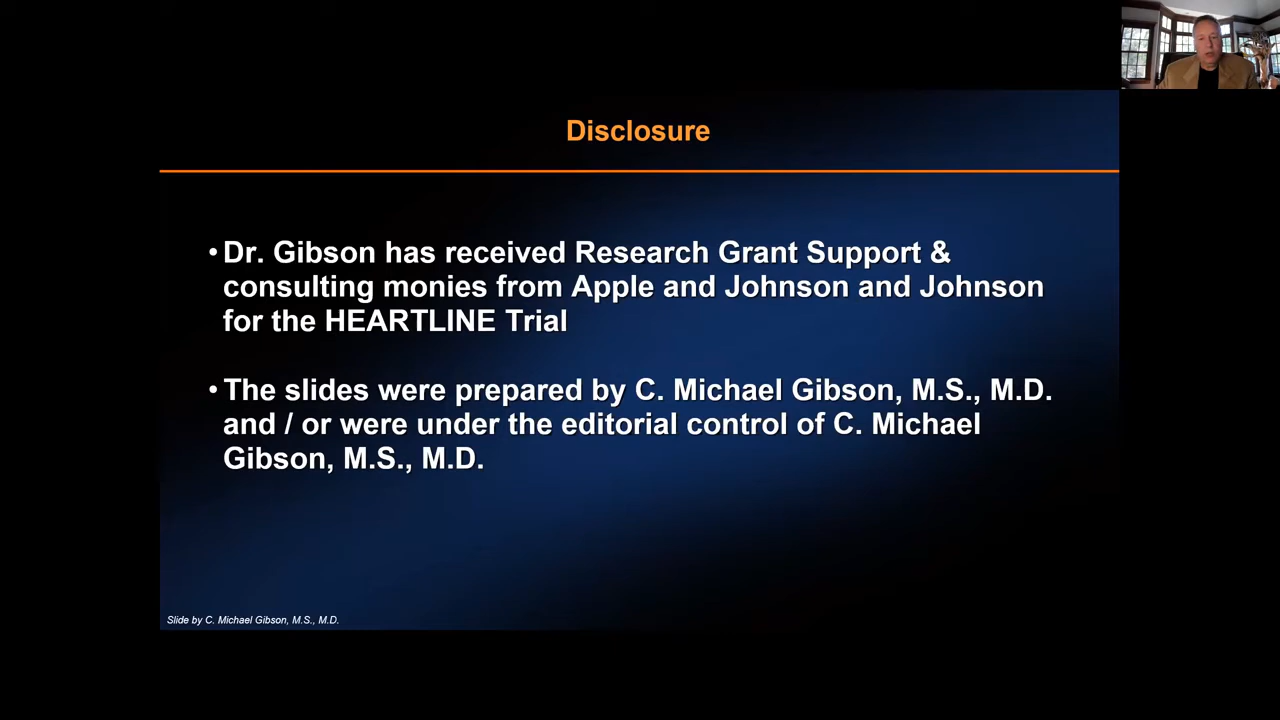 Disclosure
• Dr. Gibson has received Research Grant Support &
consulting monies from Apple and Johnson and Johnson
for the HEARTLINE Trial
• The slides were prepared by C. Michael Gibson, M.S., M.D.
and / or were under the editorial control of C. Michael
Gibson, M.S., M.D.
Slide by C. Michael Gibson, M.S., M.D.